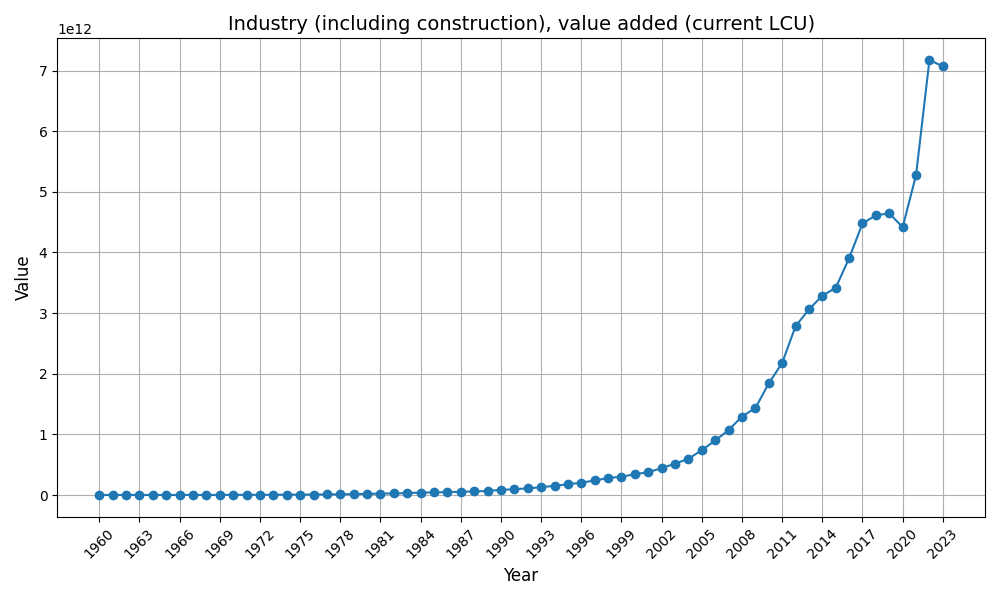 Industry (including construction), value added (current LCU)
1e12
7
6
5
4
3
2
1
0
Value
1960 1963 1966 1969 1972 1975 1978 1981 1984 1987 1990 1993 1996 1999 2002 2005 2008 2011 2014 2017 2020 2023
Year